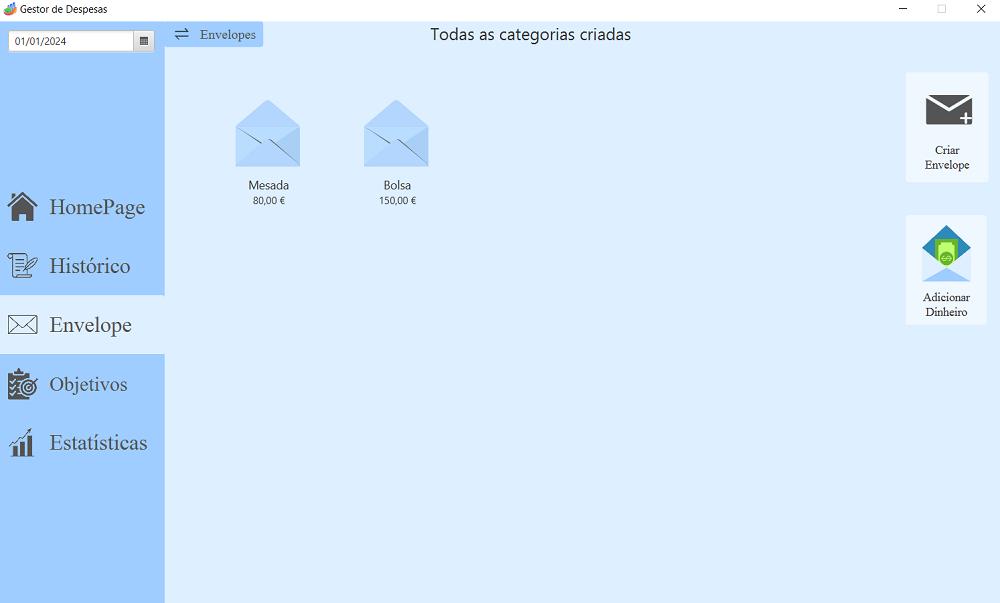 Gestor de Despesas
01/01/2024
Envelopes
Todas as categorias criadas
HomePage
Histórico
Envelope
Objetivos
Estatísticas
Mesada
80,00 €
Bolsa
150,00 €
Criar
Envelope
Adicionar
Dinheiro